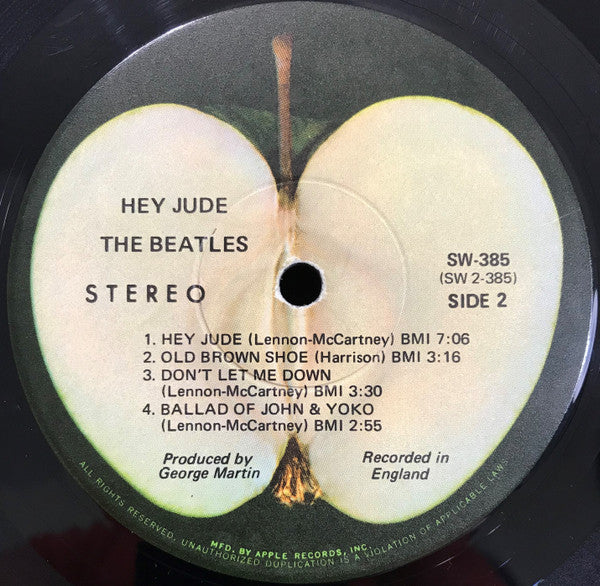 HEY JUDE
THE BEATLES
STEREO
SW-385
(SW 2-385)
SIDE 2
1. HEY JUDE (Lennon-McCartney) BMI 7:06
2. OLD BROWN SHOE (Harrison) BMI 3:16
3. DON'T LET ME DOWN
(Lennon-McCartney) BMI 3:30
4. BALLAD OF JOHN & YOKO
(Lennon-McCartney) BMI 2:55
Produced by
George Martin
Recorded in
England
MFD. BY APPLE RECORDS, INC.
ALL RIGHTS RESERVED. UNAUTHORIZED DUPLICATION IS A VIOLATION OF APPLICABLE LAW.